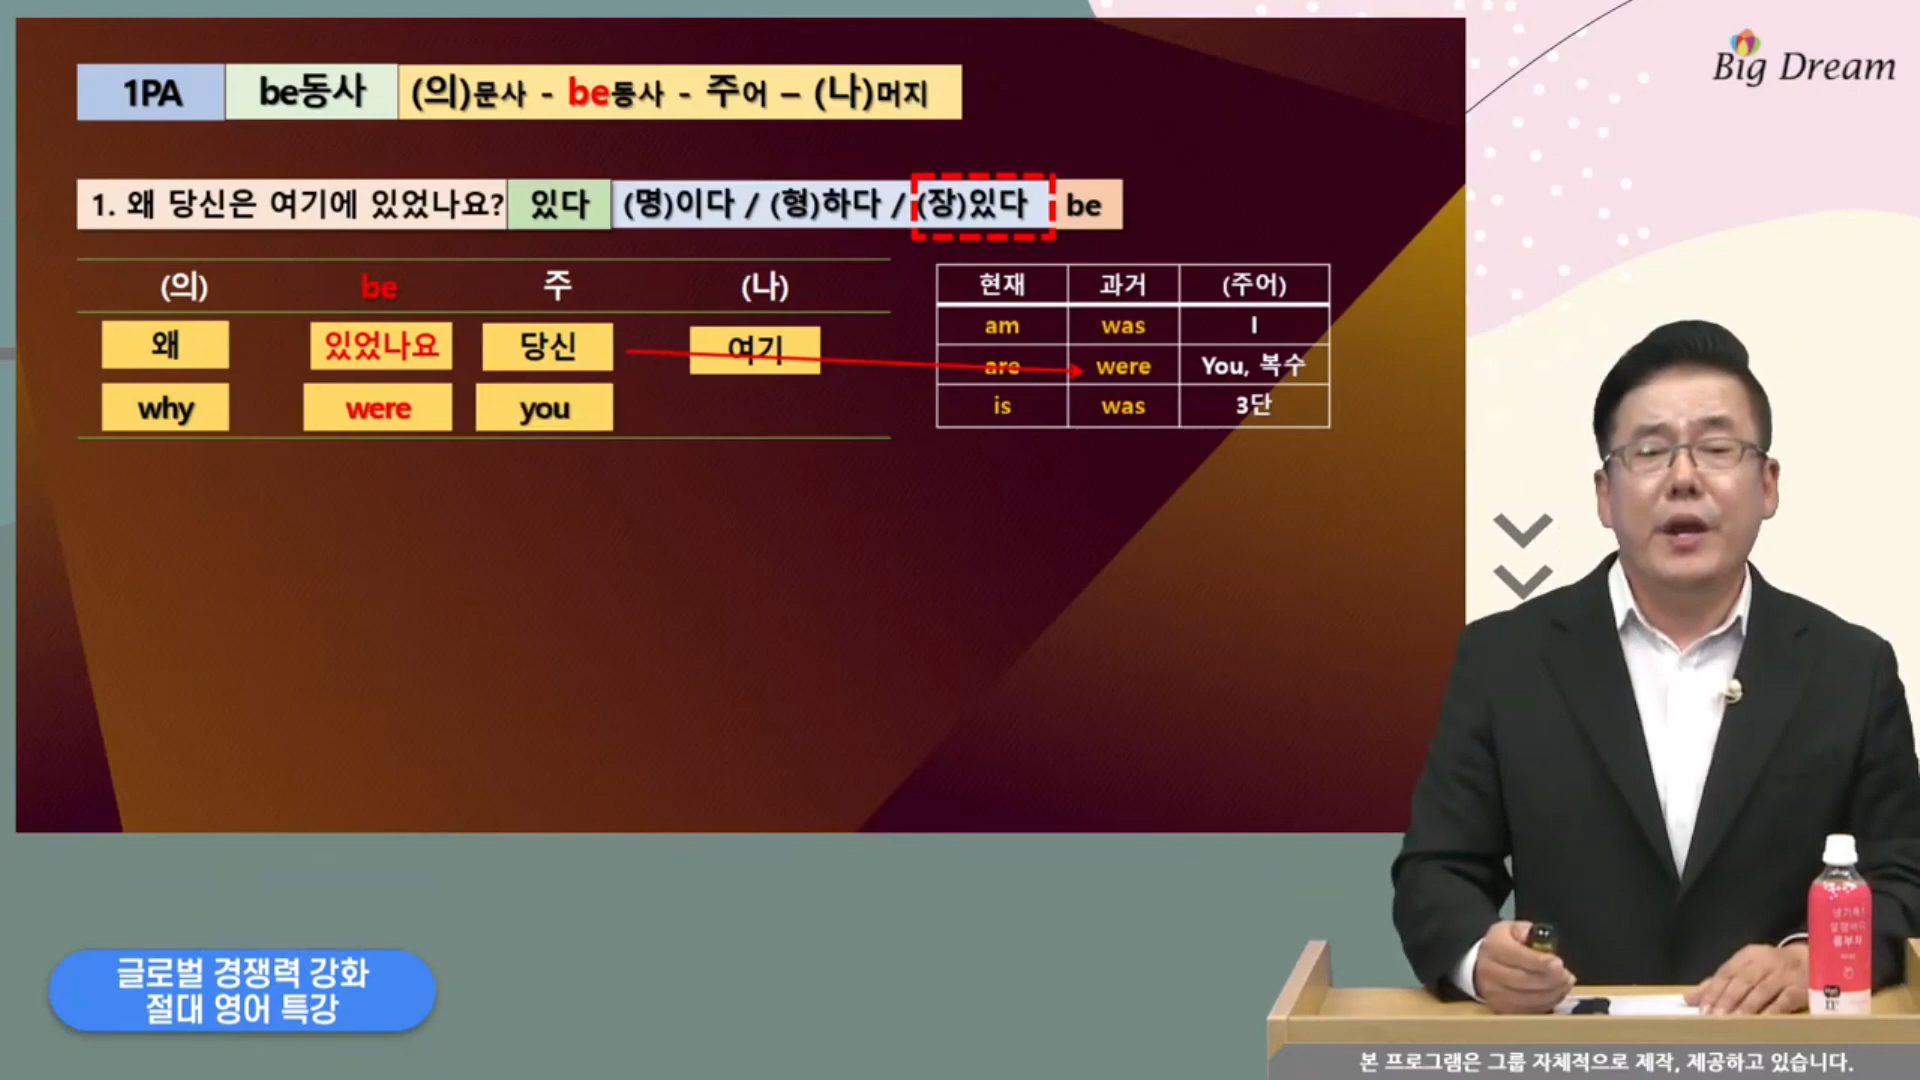 Big Dream
1PA be동사 (의)문사 - be동사 - 주어 – (나)머지
1. 왜 당신은 여기에 있었나요? 있다 (명)이다 / (형)하다 / (장)있다 be
(의) be 주 (나)
왜 있었나요 당신 여기
why were you
현재 과거 (주어)
am was I
are were You, 복수
is was 3단
글로벌 경쟁력 강화
절대 영어 특강
콤부차
본 프로그램은 그룹 자체적으로 제작, 제공하고 있습니다.